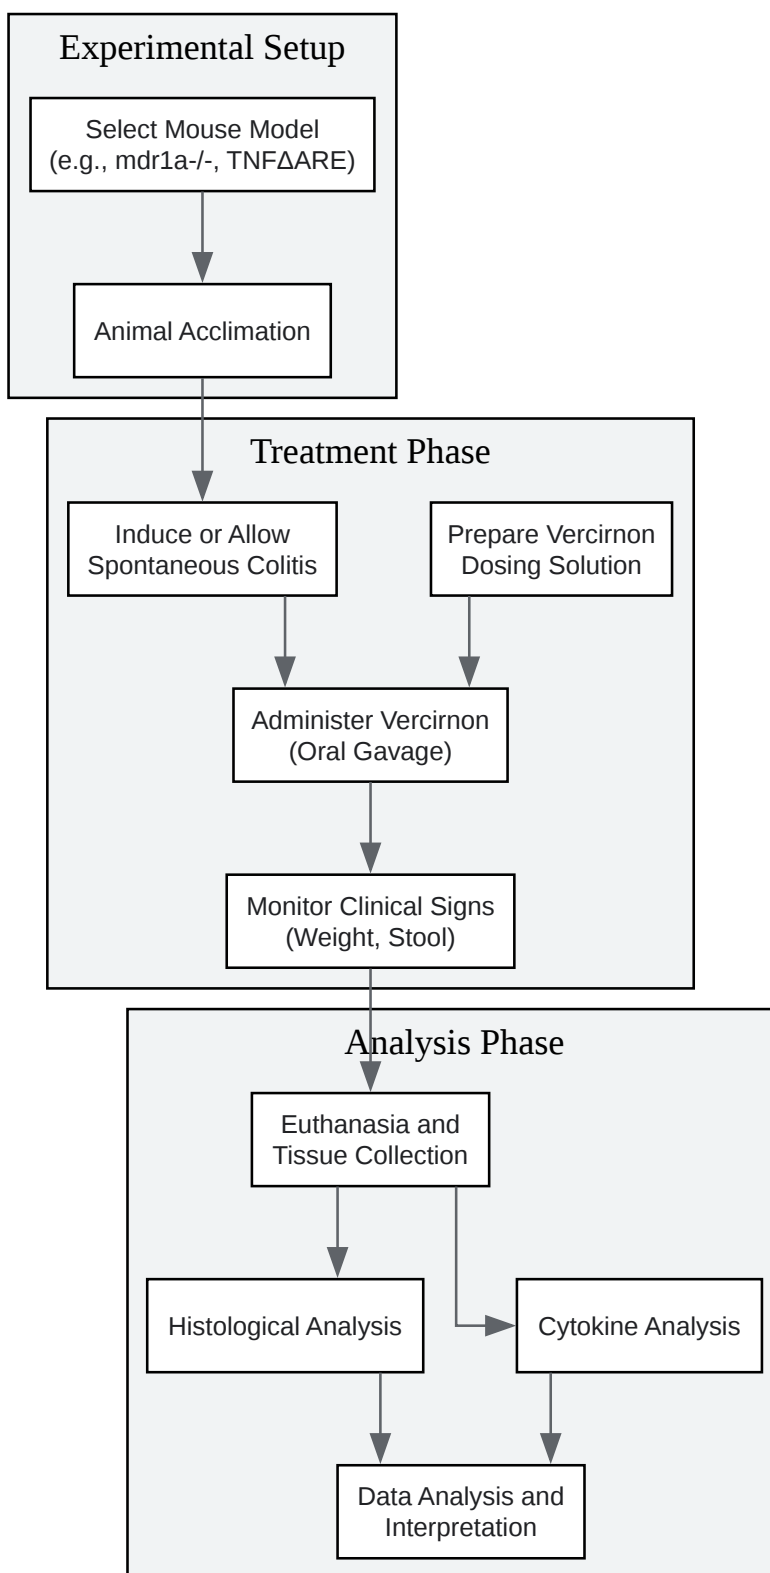 Experimental Setup
Select Mouse Model
(e.g., mdr1a-/-, TNFΔARE)
Animal Acclimation
Treatment Phase
Induce or Allow
Spontaneous Colitis
Prepare Vercirnon
Dosing Solution
Administer Vercirnon
(Oral Gavage)
Monitor Clinical Signs
(Weight, Stool)
Analysis Phase
Euthanasia and
Tissue Collection
Histological Analysis
Cytokine Analysis
Data Analysis and
Interpretation